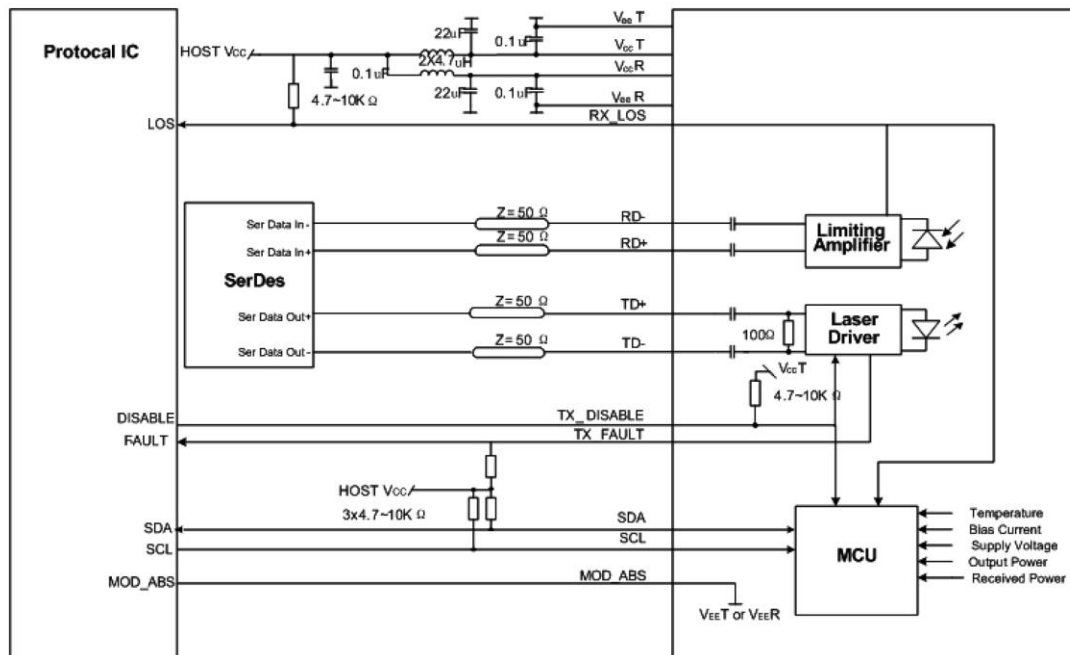 Protocal IC
HOST Vcc
22uF
0.1uF
Vee T
Vcc T
2X4.7uH
VccR
0.1uF
4.7~10K Ω
22uF
0.1uF
Vee R
LOS
RX_LOS
Ser Data In-
Z= 50 Ω
RD-
Ser Data In+
Z= 50 Ω
RD+
Limiting
Amplifier
SerDes
Ser Data Out+
Z= 50 Ω
TD+
Laser
Driver
100Ω
Ser Data Out-
Z= 50 Ω
TD-
VccT
4.7~10K Ω
DISABLE
TX_DISABLE
FAULT
TX_FAULT
HOST Vcc
3x4.7~10K Ω
SDA
SDA
SCL
SCL
MCU
Temperature
Bias Current
Supply Voltage
Output Power
Received Power
MOD_ABS
MOD_ABS
VEET or VEER